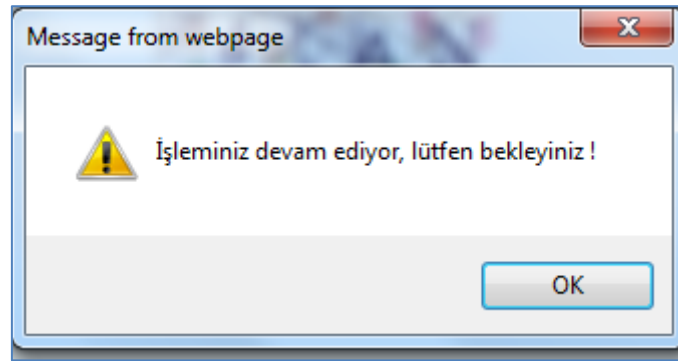 Message from webpage
İşleminiz devam ediyor, lütfen bekleyiniz !
OK